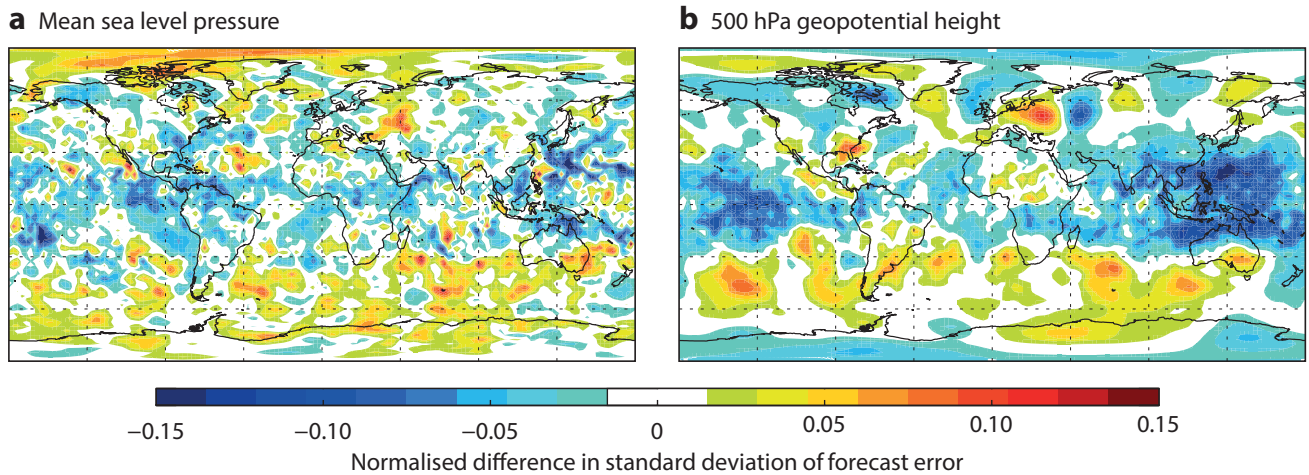 a Mean sea level pressure
b 500 hPa geopotential height
−0.15 −0.10 −0.05 0 0.05 0.10 0.15
Normalised difference in standard deviation of forecast error